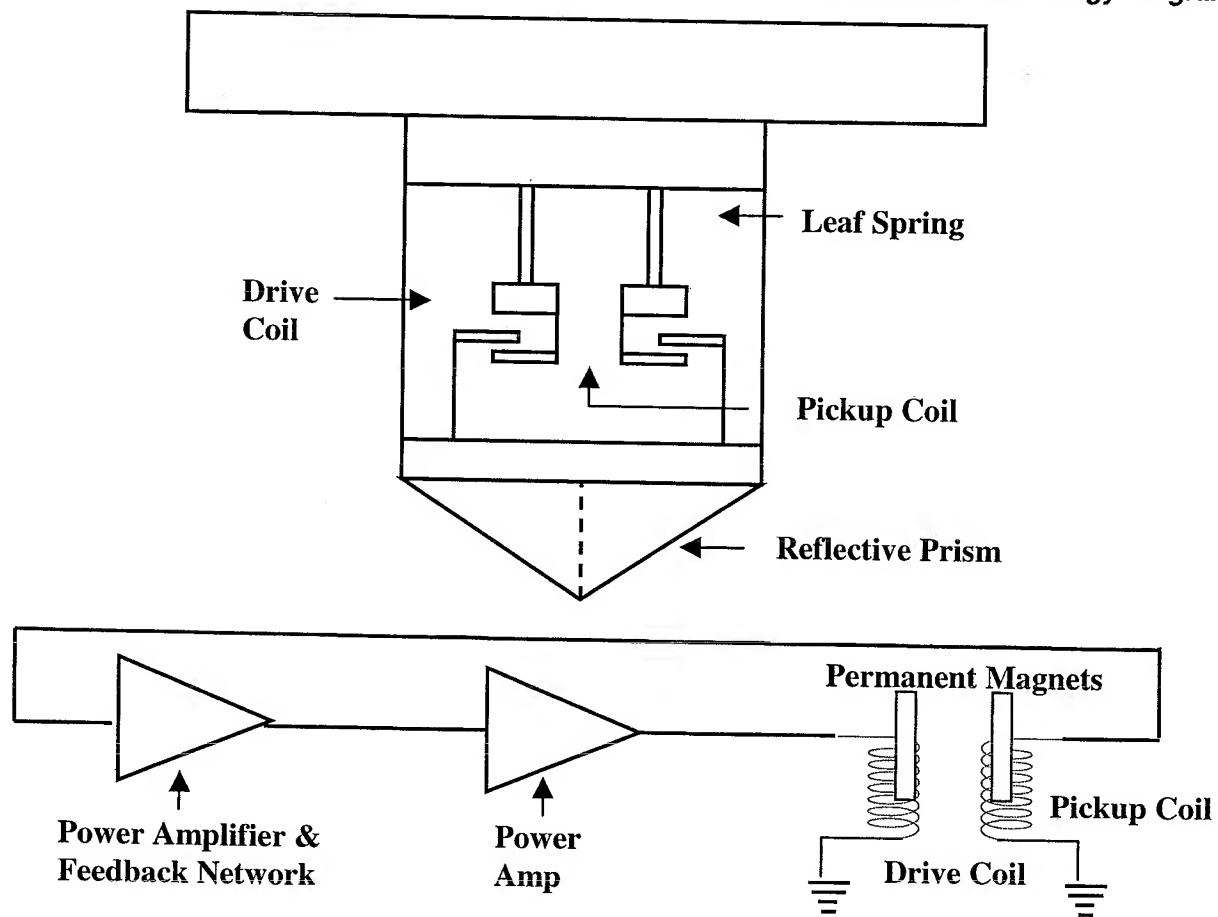 Leaf Spring
Drive
Coil
Pickup Coil
Reflective Prism
Permanent Magnets
Pickup Coil
Power Amplifier &
Feedback Network
Power
Amp
Drive Coil